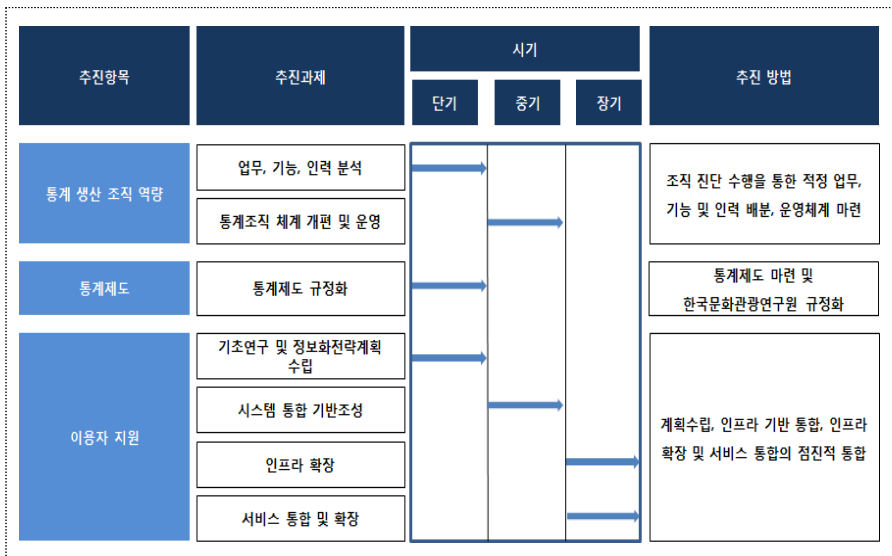 추진항목
추진과제
시기
추진 방법
단기
중기
장기
통계 생산 조직 역량
업무, 기능, 인력 분석
통계조직 체계 개편 및 운영
조직 진단 수행을 통한 적정 업무,
기능 및 인력 배분, 운영체계 마련
통계제도
통계제도 규정화
통계제도 마련 및
한국문화관광연구원 규정화
이용자 지원
기초연구 및 정보화전략계획
수립
시스템 통합 기반조성
인프라 확장
서비스 통합 및 확장
계획수립, 인프라 기반 통합, 인프라
확장 및 서비스 통합의 점진적 통합